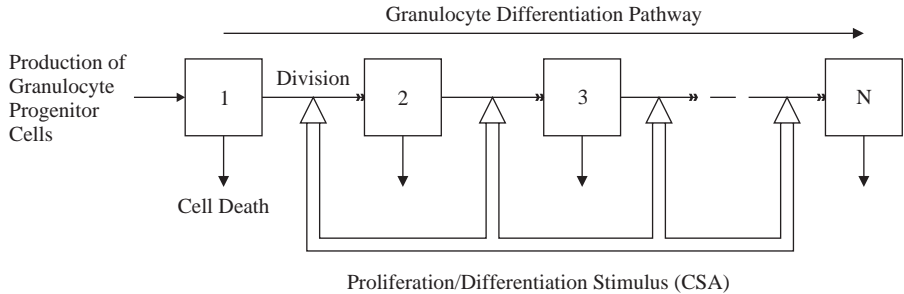 Granulocyte Differentiation Pathway
Production of
Granulocyte
Progenitor
Cells
1
Division
2
3
N
Cell Death
Proliferation/Differentiation Stimulus (CSA)